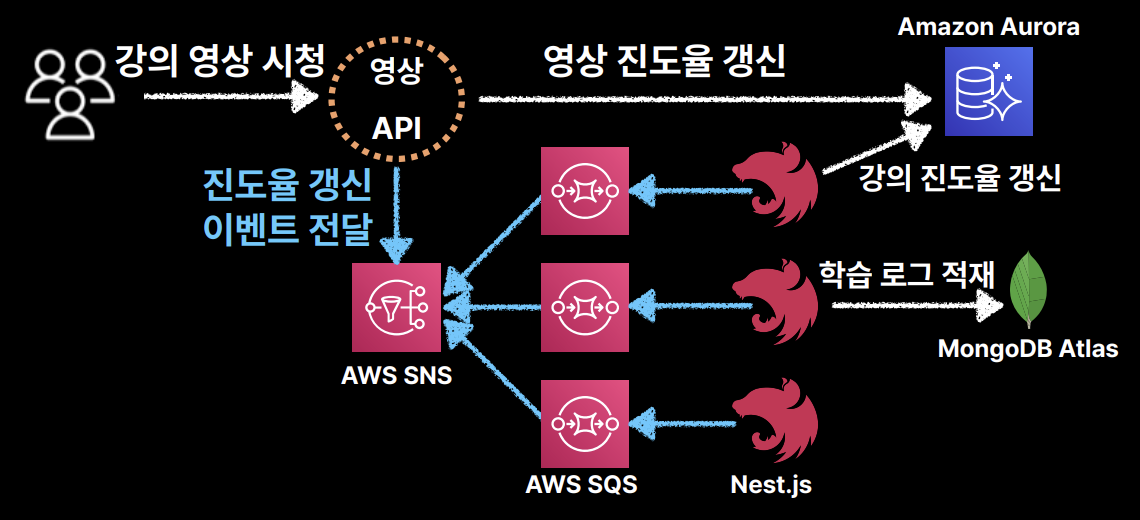 Amazon Aurora
강의 영상 시청
영상
API
영상 진도율 갱신
진도율 갱신
이벤트 전달
강의 진도율 갱신
학습 로그 적재
MongoDB Atlas
AWS SNS
AWS SQS
Nest.js